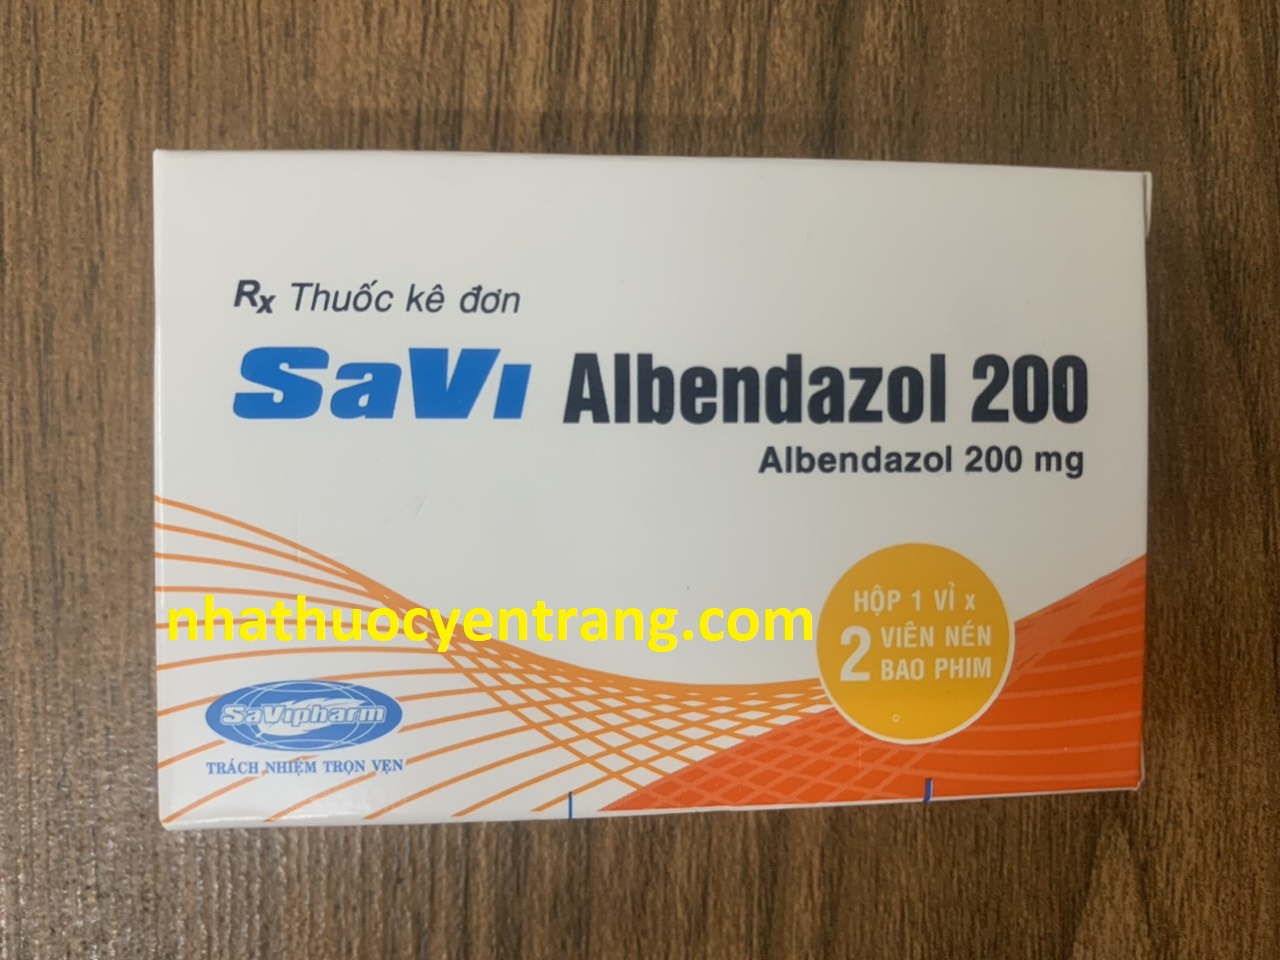 Rx Thuốc kê đơn
SaVi Albendazol 200
Albendazol 200 mg
nhathuocyentrang.com
HỘP 1 VỈ x
2 VIÊN NÉN
BAO PHIM
SaVipharm
TRÁCH NHIỆM TRỌN VẸN